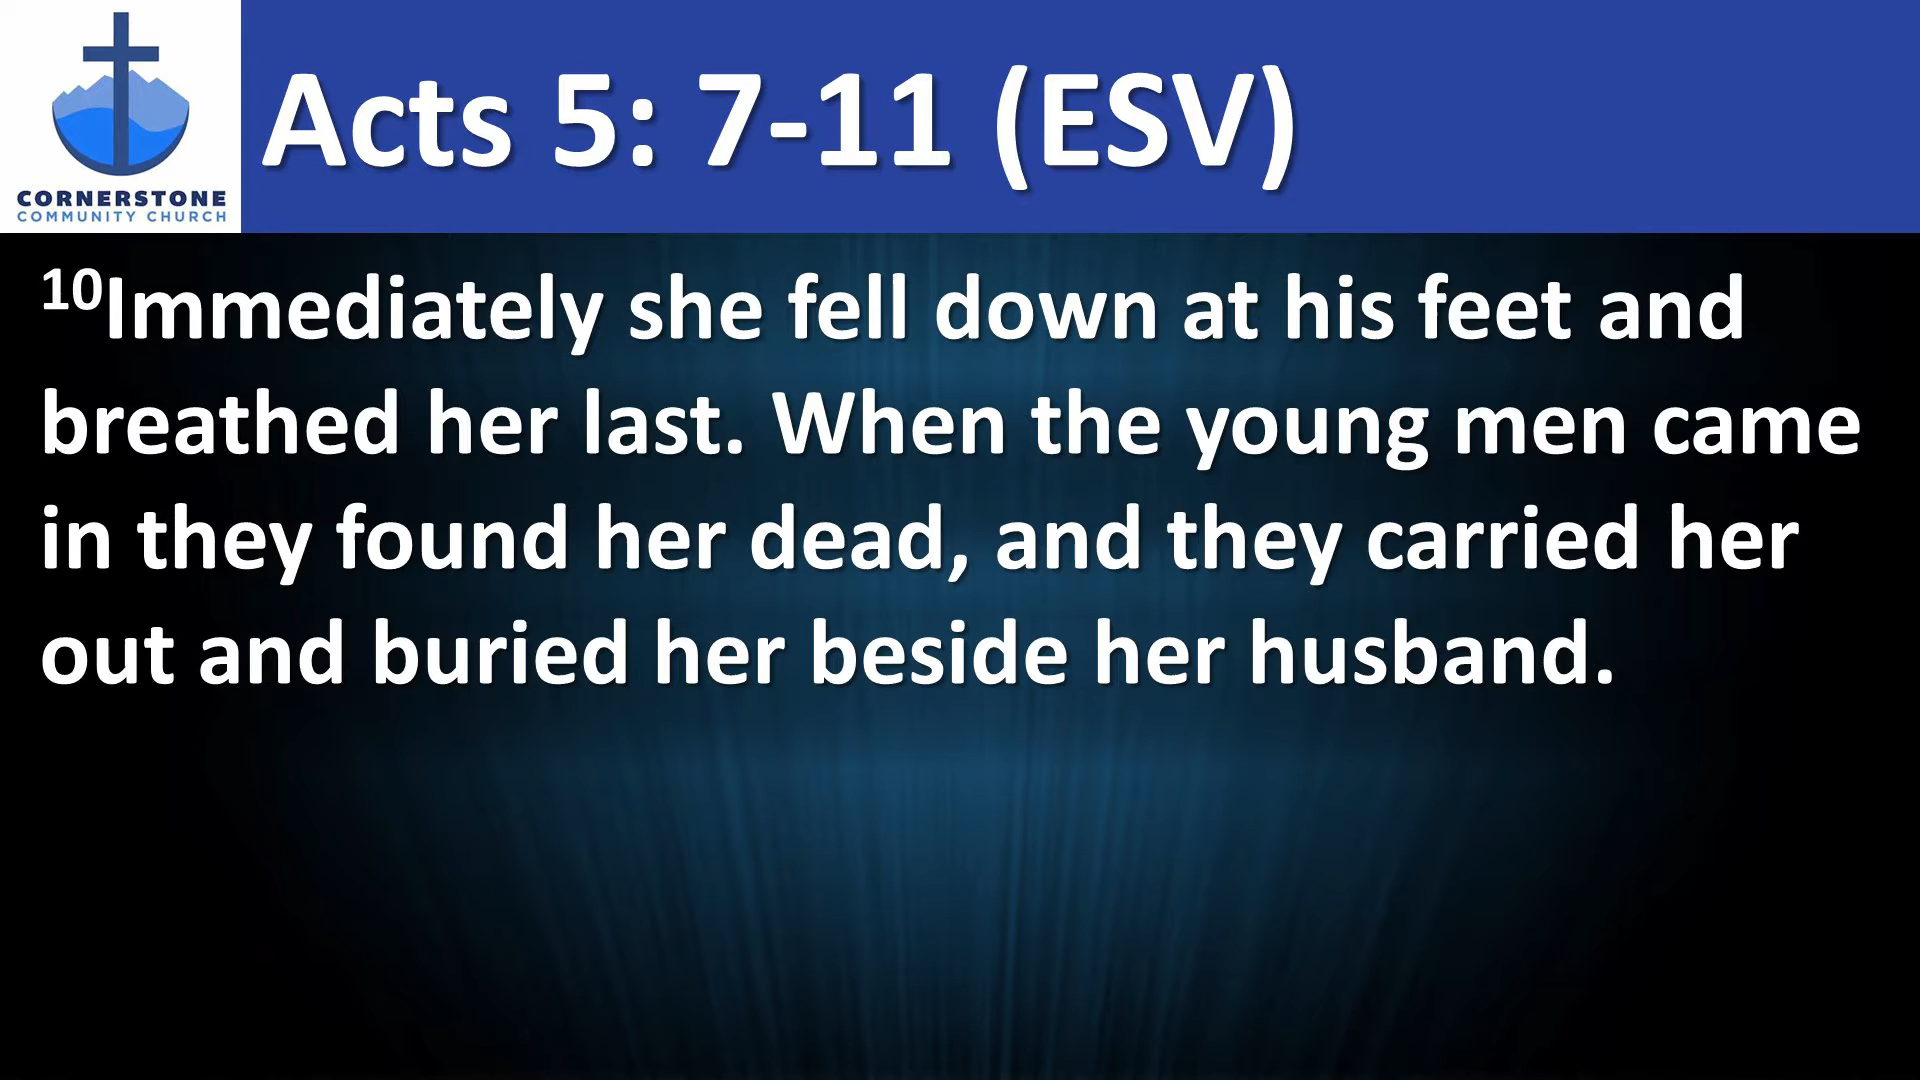 CORNERSTONE
COMMUNITY CHURCH
Acts 5: 7-11 (ESV)
10Immediately she fell down at his feet and
breathed her last. When the young men came
in they found her dead, and they carried her
out and buried her beside her husband.